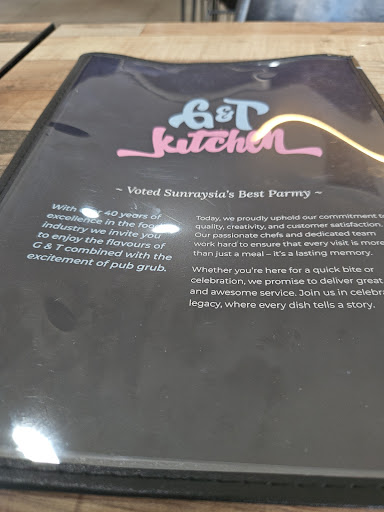 G&T
kitchen
~ Voted Sunraysia's Best Parmy ~
With 40 years of
excellence in the food
industry we invite you
to enjoy the flavours of
G & T combined with the
excitement of pub grub.
Today, we proudly uphold our commitment to
quality, creativity, and customer satisfaction.
Our passionate chefs and dedicated team
work hard to ensure that every visit is more
than just a meal – it's a lasting memory.
Whether you're here for a quick bite or
celebration, we promise to deliver great
and awesome service. Join us in
legacy, where every dish tells a story.